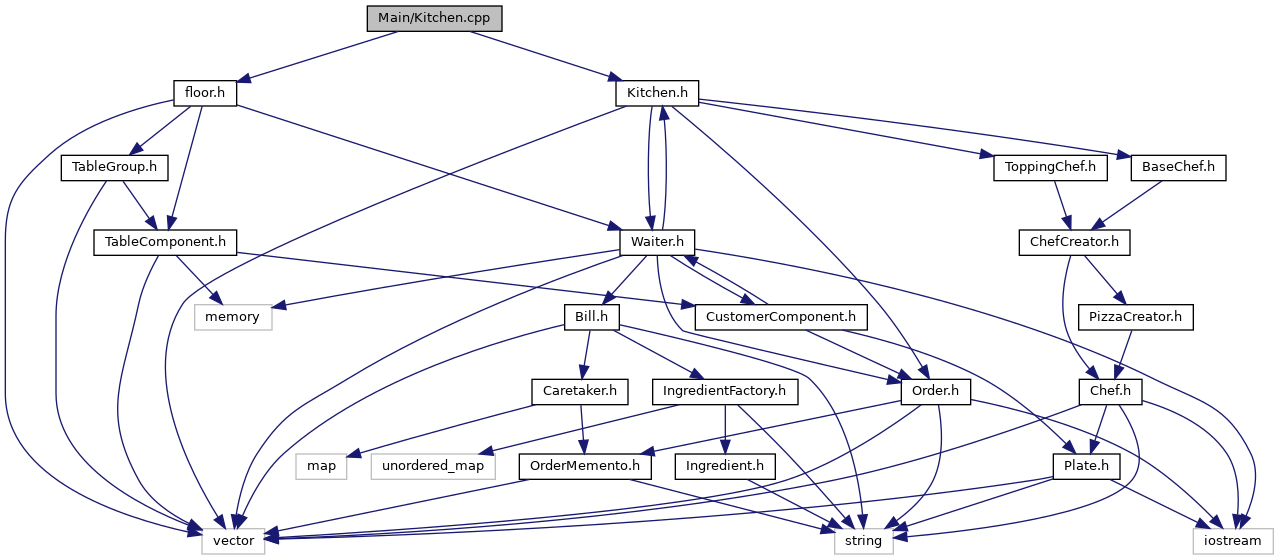 Main/Kitchen.cpp
floor.h
Kitchen.h
TableGroup.h
ToppingChef.h
BaseChef.h
TableComponent.h
Waiter.h
ChefCreator.h
memory
Bill.h
CustomerComponent.h
PizzaCreator.h
Caretaker.h
IngredientFactory.h
Order.h
Chef.h
map
unordered_map
OrderMemento.h
Ingredient.h
Plate.h
vector
string
iostream